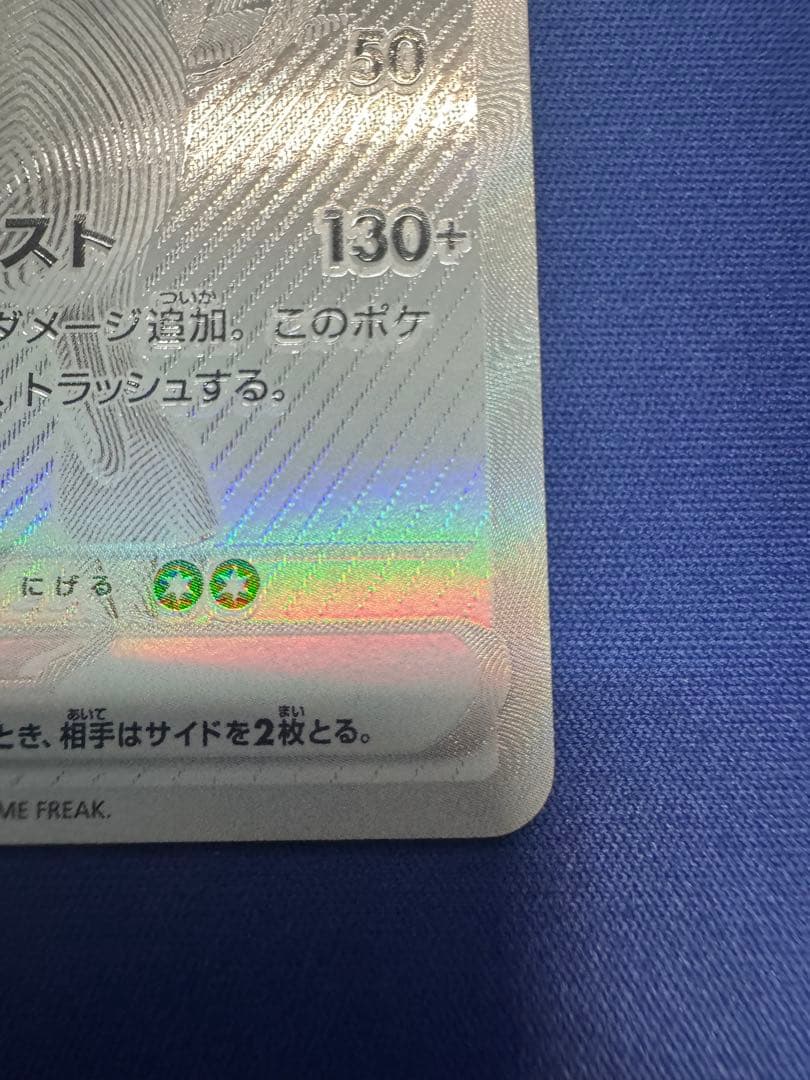 50
スト 130+
ついか
ダメージ追加。このポケ
、トラッシュする。
にげる
あいて まい
とき、相手はサイドを2枚とる。
ME FREAK.